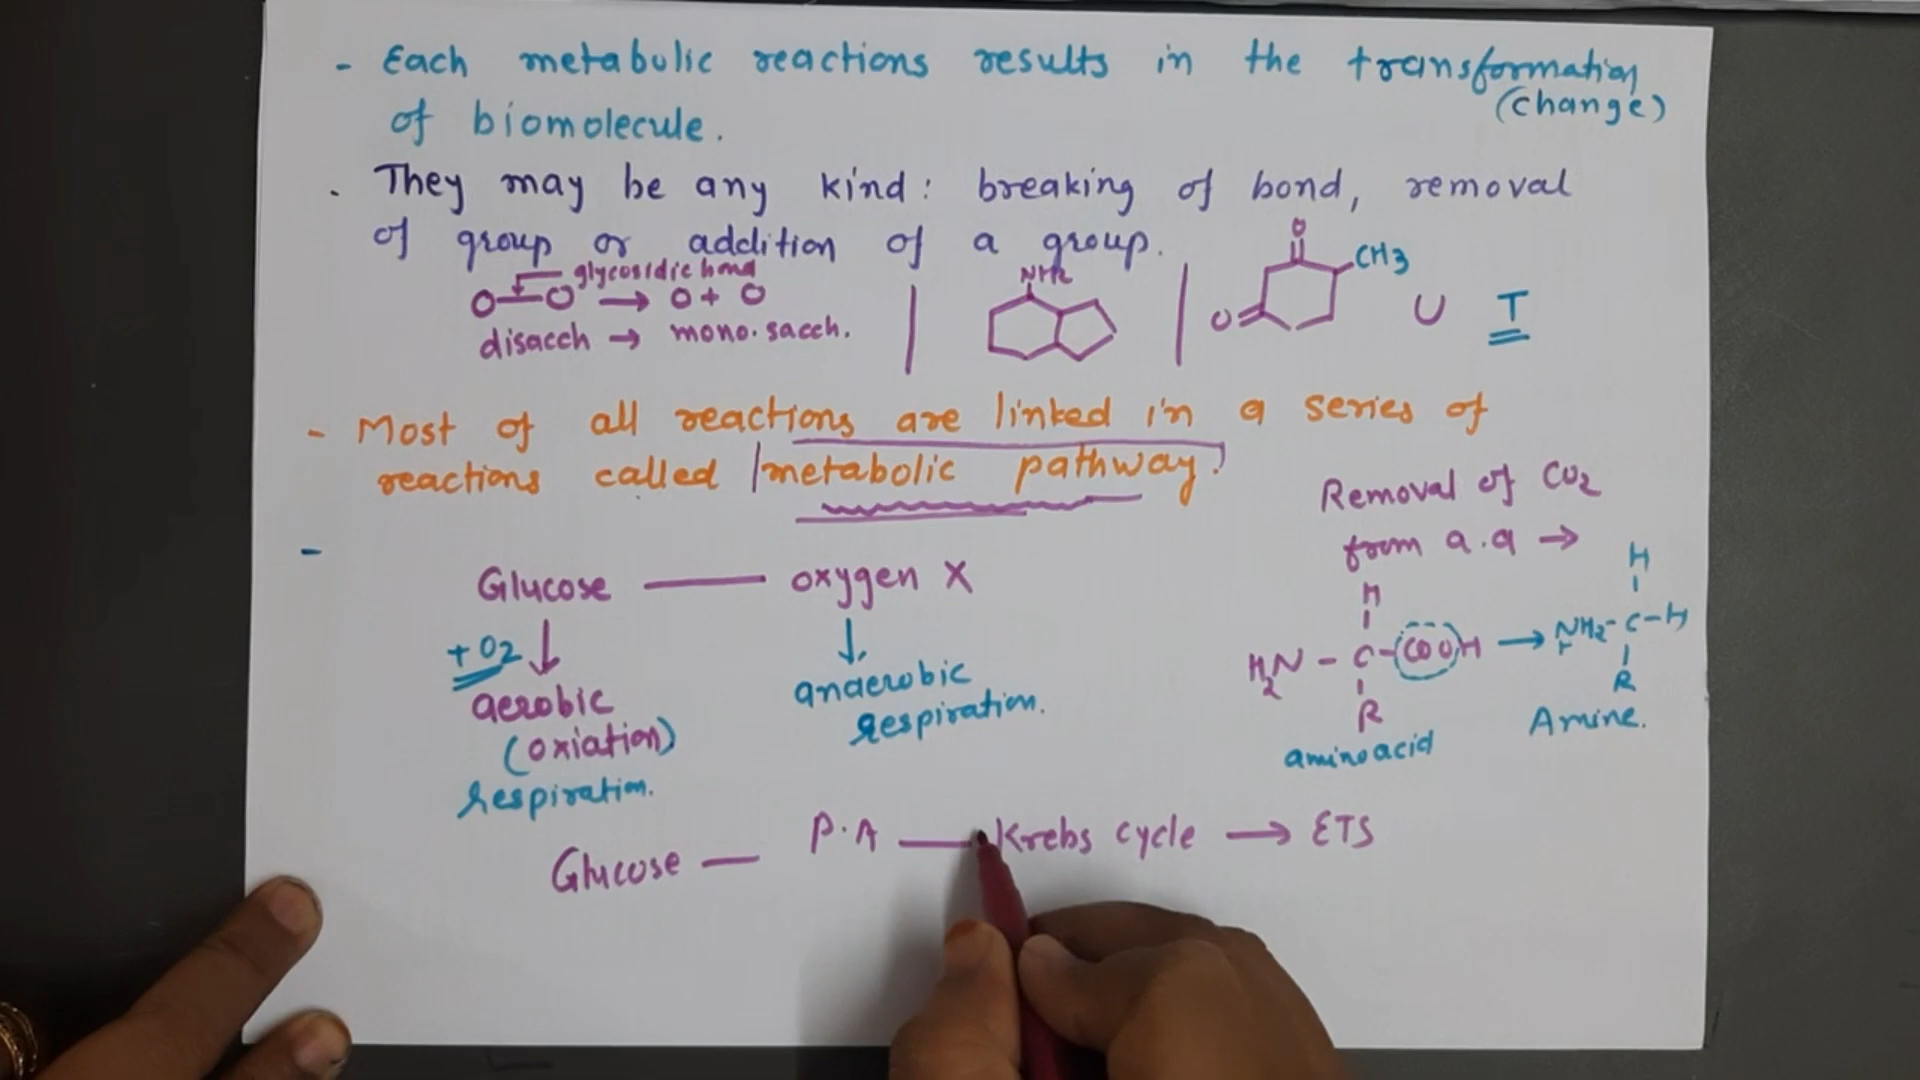 - Each metabolic reactions results in the transformation
(change)
of biomolecule.
. They may be any kind: breaking of bond, removal
of group or addition of a group.
glycosidic bond
O—O → O + O
disacch → mono.sacch.
NH2
O
CH3
O
U T
- Most of all reactions are linked in a series of
reactions called metabolic pathway.
Removal of CO2
from a.a →
-
Glucose — oxygen X
+O2
aerobic
(oxiation)
respiration.
anaerobic
respiration.
H
H2N - C - COOH →
R
aminoacid
H
NH2 - C - H
R
Amine.
Glucose — P.A — Krebs cycle → ETS